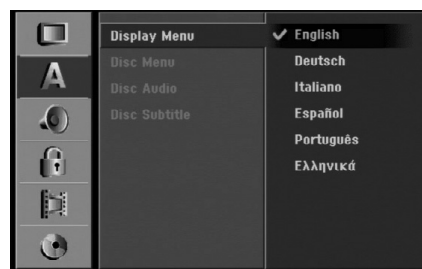 A
Display Menu
Disc Menu
Disc Audio
Disc Subtitle
English
Deutsch
Italiano
Español
Português
Ελληνικά